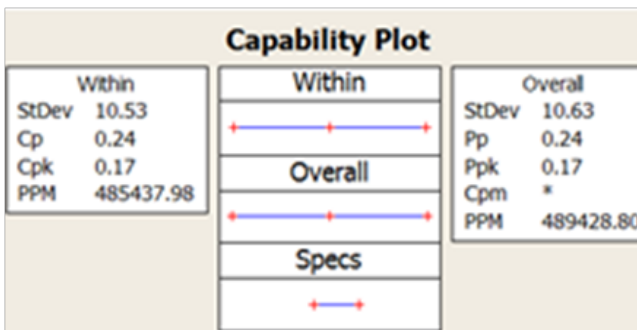 Capability Plot
Within
StDev 10.53
Cp 0.24
Cpk 0.17
PPM 485437.98
Within
Overall
Specs
Overall
StDev 10.63
Pp 0.24
Ppk 0.17
Cpm *
PPM 489428.80